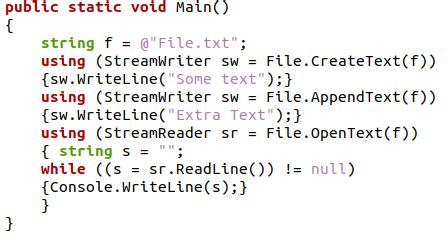 public static void Main()
{
    string f = @"File.txt";
    using (StreamWriter sw = File.CreateText(f))
    {sw.WriteLine("Some text");}
    using (StreamWriter sw = File.AppendText(f))
    {sw.WriteLine("Extra Text");}
    using (StreamReader sr = File.OpenText(f))
    { string s = "";
    while ((s = sr.ReadLine()) != null)
    {Console.WriteLine(s);}
    }
}